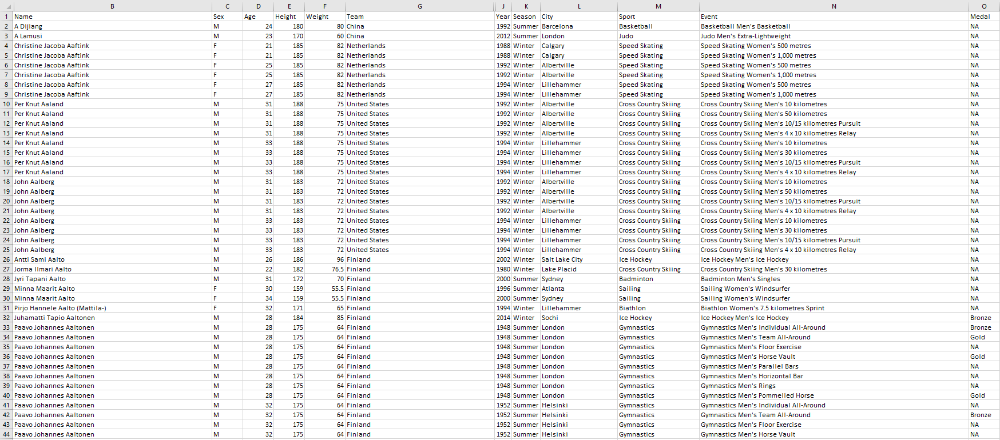 B C D E F G J K L M N O
1 Name Sex Age Height Weight Team Year Season City Sport Event Medal
2 A Dijiang M 24 180 80 China 1992 Summer Barcelona Basketball Basketball Men's Basketball NA
3 A Lamusi M 23 170 60 China 2012 Summer London Judo Judo Men's Extra-Lightweight NA
4 Christine Jacoba Aaftink F 21 185 82 Netherlands 1988 Winter Calgary Speed Skating Speed Skating Women's 500 metres NA
5 Christine Jacoba Aaftink F 21 185 82 Netherlands 1988 Winter Calgary Speed Skating Speed Skating Women's 1,000 metres NA
6 Christine Jacoba Aaftink F 25 185 82 Netherlands 1992 Winter Albertville Speed Skating Speed Skating Women's 500 metres NA
7 Christine Jacoba Aaftink F 25 185 82 Netherlands 1992 Winter Albertville Speed Skating Speed Skating Women's 1,000 metres NA
8 Christine Jacoba Aaftink F 27 185 82 Netherlands 1994 Winter Lillehammer Speed Skating Speed Skating Women's 500 metres NA
9 Christine Jacoba Aaftink F 27 185 82 Netherlands 1994 Winter Lillehammer Speed Skating Speed Skating Women's 1,000 metres NA
10 Per Knut Aaland M 31 188 75 United States 1992 Winter Albertville Cross Country Skiing Cross Country Skiing Men's 10 kilometres NA
11 Per Knut Aaland M 31 188 75 United States 1992 Winter Albertville Cross Country Skiing Cross Country Skiing Men's 50 kilometres NA
12 Per Knut Aaland M 31 188 75 United States 1992 Winter Albertville Cross Country Skiing Cross Country Skiing Men's 10/15 kilometres Pursuit NA
13 Per Knut Aaland M 31 188 75 United States 1992 Winter Albertville Cross Country Skiing Cross Country Skiing Men's 4 x 10 kilometres Relay NA
14 Per Knut Aaland M 33 188 75 United States 1994 Winter Lillehammer Cross Country Skiing Cross Country Skiing Men's 10 kilometres NA
15 Per Knut Aaland M 33 188 75 United States 1994 Winter Lillehammer Cross Country Skiing Cross Country Skiing Men's 30 kilometres NA
16 Per Knut Aaland M 33 188 75 United States 1994 Winter Lillehammer Cross Country Skiing Cross Country Skiing Men's 10/15 kilometres Pursuit NA
17 Per Knut Aaland M 33 188 75 United States 1994 Winter Lillehammer Cross Country Skiing Cross Country Skiing Men's 4 x 10 kilometres Relay NA
18 John Aalberg M 31 183 72 United States 1992 Winter Albertville Cross Country Skiing Cross Country Skiing Men's 10 kilometres NA
19 John Aalberg M 31 183 72 United States 1992 Winter Albertville Cross Country Skiing Cross Country Skiing Men's 50 kilometres NA
20 John Aalberg M 31 183 72 United States 1992 Winter Albertville Cross Country Skiing Cross Country Skiing Men's 10/15 kilometres Pursuit NA
21 John Aalberg M 31 183 72 United States 1992 Winter Albertville Cross Country Skiing Cross Country Skiing Men's 4 x 10 kilometres Relay NA
22 John Aalberg M 33 183 72 United States 1994 Winter Lillehammer Cross Country Skiing Cross Country Skiing Men's 10 kilometres NA
23 John Aalberg M 33 183 72 United States 1994 Winter Lillehammer Cross Country Skiing Cross Country Skiing Men's 30 kilometres NA
24 John Aalberg M 33 183 72 United States 1994 Winter Lillehammer Cross Country Skiing Cross Country Skiing Men's 10/15 kilometres Pursuit NA
25 John Aalberg M 33 183 72 United States 1994 Winter Lillehammer Cross Country Skiing Cross Country Skiing Men's 4 x 10 kilometres Relay NA
26 Antti Sami Aalto M 26 186 96 Finland 2002 Winter Salt Lake City Ice Hockey Ice Hockey Men's Ice Hockey NA
27 Jorma Ilmari Aalto M 22 182 76.5 Finland 1980 Winter Lake Placid Cross Country Skiing Cross Country Skiing Men's 30 kilometres NA
28 Jyri Tapani Aalto M 31 172 70 Finland 2000 Summer Sydney Badminton Badminton Men's Singles NA
29 Minna Maarit Aalto F 30 159 55.5 Finland 1996 Summer Atlanta Sailing Sailing Women's Windsurfer NA
30 Minna Maarit Aalto F 34 159 55.5 Finland 2000 Summer Sydney Sailing Sailing Women's Windsurfer NA
31 Pirjo Hannele Aalto (Mattila-) F 32 171 65 Finland 1994 Winter Lillehammer Biathlon Biathlon Women's 7.5 kilometres Sprint NA
32 Juhamatti Tapio Aaltonen M 28 184 85 Finland 2014 Winter Sochi Ice Hockey Ice Hockey Men's Ice Hockey Bronze
33 Paavo Johannes Aaltonen M 28 175 64 Finland 1948 Summer London Gymnastics Gymnastics Men's Individual All-Around Bronze
34 Paavo Johannes Aaltonen M 28 175 64 Finland 1948 Summer London Gymnastics Gymnastics Men's Team All-Around Gold
35 Paavo Johannes Aaltonen M 28 175 64 Finland 1948 Summer London Gymnastics Gymnastics Men's Floor Exercise NA
36 Paavo Johannes Aaltonen M 28 175 64 Finland 1948 Summer London Gymnastics Gymnastics Men's Horse Vault Gold
37 Paavo Johannes Aaltonen M 28 175 64 Finland 1948 Summer London Gymnastics Gymnastics Men's Parallel Bars NA
38 Paavo Johannes Aaltonen M 28 175 64 Finland 1948 Summer London Gymnastics Gymnastics Men's Horizontal Bar NA
39 Paavo Johannes Aaltonen M 28 175 64 Finland 1948 Summer London Gymnastics Gymnastics Men's Rings NA
40 Paavo Johannes Aaltonen M 28 175 64 Finland 1948 Summer London Gymnastics Gymnastics Men's Pommelled Horse Gold
41 Paavo Johannes Aaltonen M 32 175 64 Finland 1952 Summer Helsinki Gymnastics Gymnastics Men's Individual All-Around NA
42 Paavo Johannes Aaltonen M 32 175 64 Finland 1952 Summer Helsinki Gymnastics Gymnastics Men's Team All-Around Bronze
43 Paavo Johannes Aaltonen M 32 175 64 Finland 1952 Summer Helsinki Gymnastics Gymnastics Men's Floor Exercise NA
44 Paavo Johannes Aaltonen M 32 175 64 Finland 1952 Summer Helsinki Gymnastics Gymnastics Men's Horse Vault NA